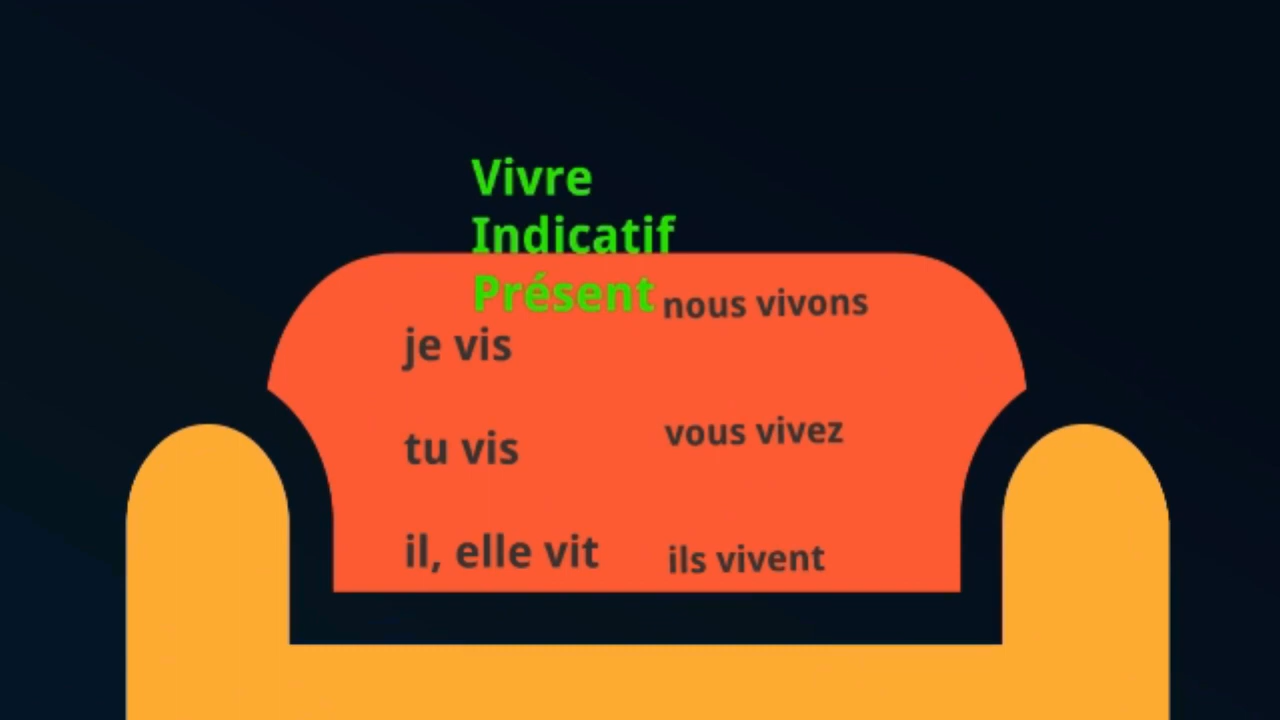 Vivre
Indicatif
Présent
je vis
tu vis
il, elle vit
nous vivons
vous vivez
ils vivent